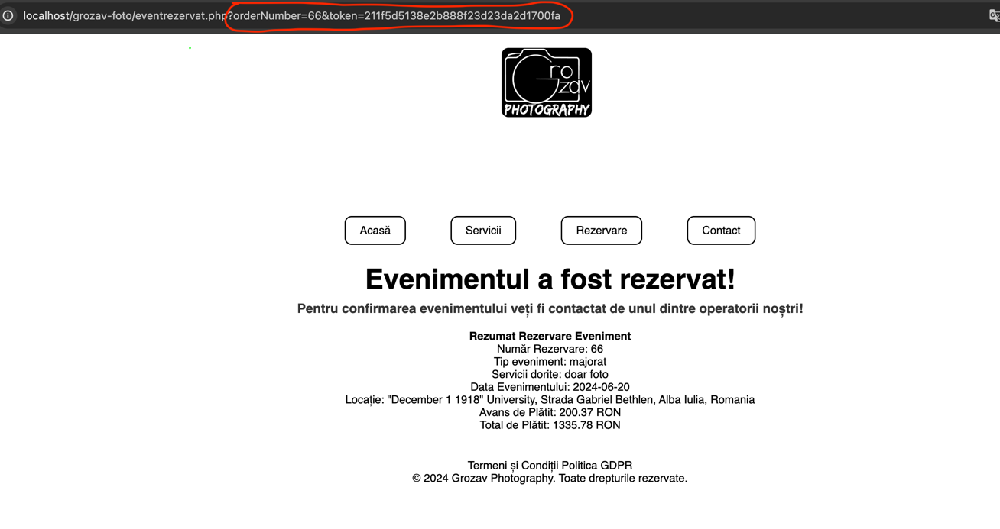 localhost/grozav-foto/eventrezervat.php?orderNumber=66&token=211f5d5138e2b888f23d23da2d1700fa
Grozav
PHOTOGRAPHY
Acasă
Servicii
Rezervare
Contact
Evenimentul a fost rezervat!
Pentru confirmarea evenimentului veți fi contactat de unul dintre operatorii noștri!
Rezumat Rezervare Eveniment
Număr Rezervare: 66
Tip eveniment: majorat
Servicii dorite: doar foto
Data Evenimentului: 2024-06-20
Locație: "December 1 1918" University, Strada Gabriel Bethlen, Alba Iulia, Romania
Avans de Plătit: 200.37 RON
Total de Plătit: 1335.78 RON
Termeni și Condiții Politica GDPR
© 2024 Grozav Photography. Toate drepturile rezervate.